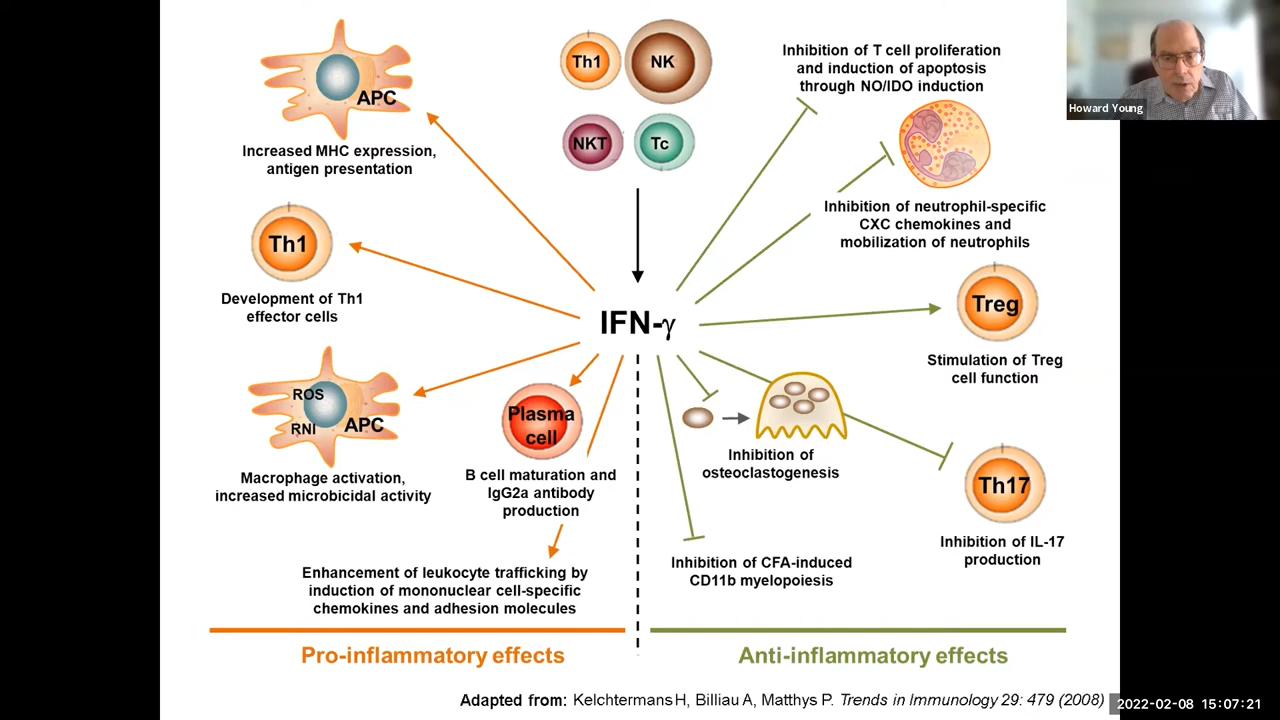 Th1
NK
NKT
Tc
APC
Increased MHC expression,
antigen presentation
Th1
Development of Th1
effector cells
ROS
RNI
APC
Macrophage activation,
increased microbicidal activity
Plasma
cell
B cell maturation and
IgG2a antibody
production
Enhancement of leukocyte trafficking by
induction of mononuclear cell-specific
chemokines and adhesion molecules
IFN-γ
Inhibition of T cell proliferation
and induction of apoptosis
through NO/IDO induction
Inhibition of neutrophil-specific
CXC chemokines and
mobilization of neutrophils
Treg
Stimulation of Treg
cell function
Inhibition of
osteoclastogenesis
Th17
Inhibition of IL-17
production
Inhibition of CFA-induced
CD11b myelopoiesis
Pro-inflammatory effects
Anti-inflammatory effects
Adapted from: Kelchtermans H, Billiau A, Matthys P. Trends in Immunology 29: 479 (2008)
Howard Young
2022-02-08 15:07:21